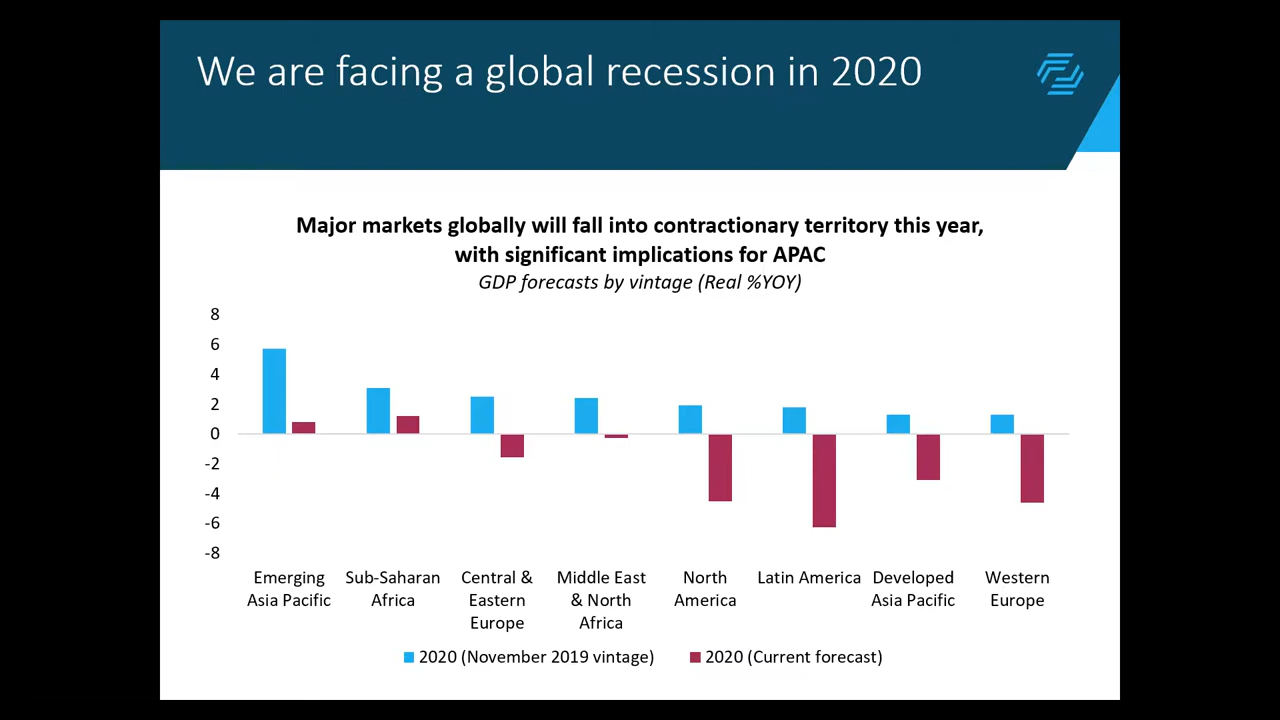 We are facing a global recession in 2020
Major markets globally will fall into contractionary territory this year,
with significant implications for APAC
GDP forecasts by vintage (Real %YOY)
8
6
4
2
0
-2
-4
-6
-8
Emerging
Asia Pacific
Sub-Saharan
Africa
Central &
Eastern
Europe
Middle East
& North
Africa
North
America
Latin America
Developed
Asia Pacific
Western
Europe
2020 (November 2019 vintage)
2020 (Current forecast)